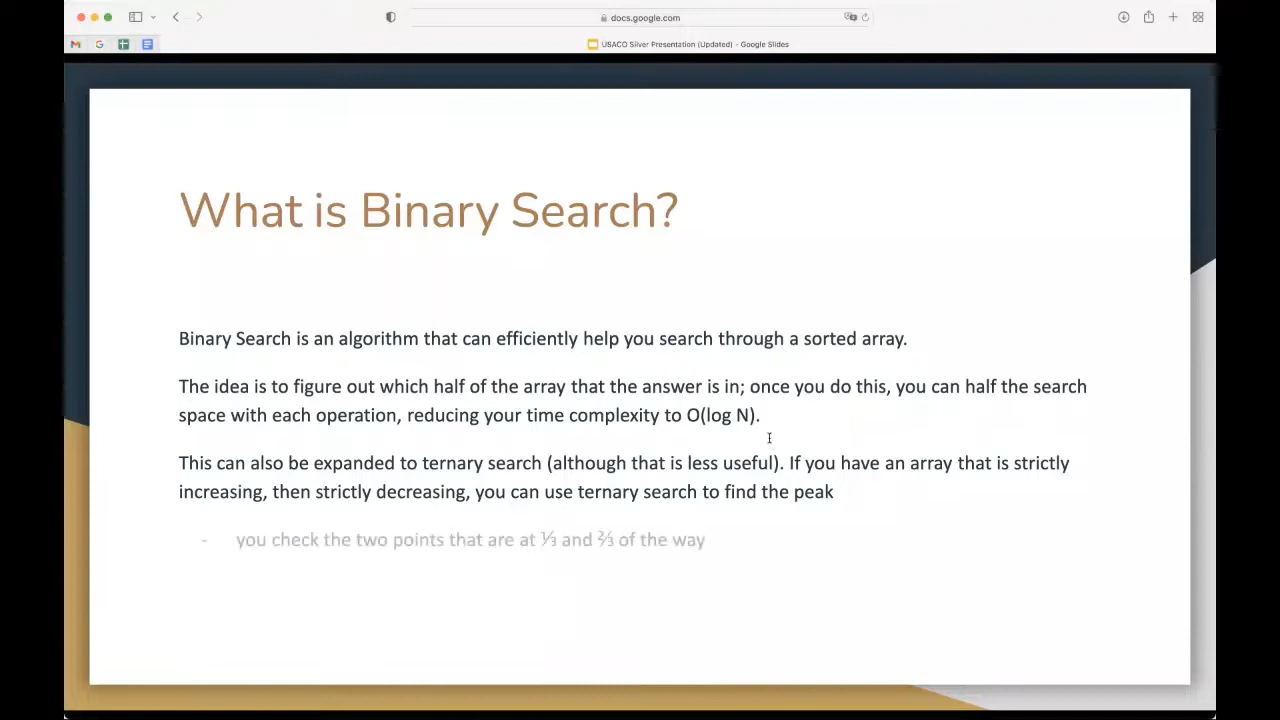 docs.google.com
USACO Silver Presentation (Updated) - Google Slides
What is Binary Search?
Binary Search is an algorithm that can efficiently help you search through a sorted array.
The idea is to figure out which half of the array that the answer is in; once you do this, you can half the search
space with each operation, reducing your time complexity to O(log N).
This can also be expanded to ternary search (although that is less useful). If you have an array that is strictly
increasing, then strictly decreasing, you can use ternary search to find the peak
- you check the two points that are at ⅓ and ⅔ of the way